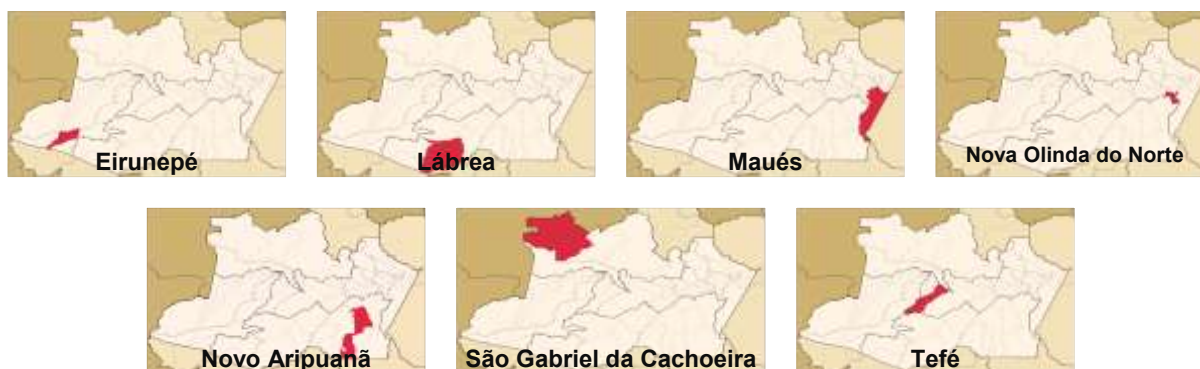 Eirunepé
Lábrea
Maués
Nova Olinda do Norte
Novo Aripuanã
São Gabriel da Cachoeira
Tefé